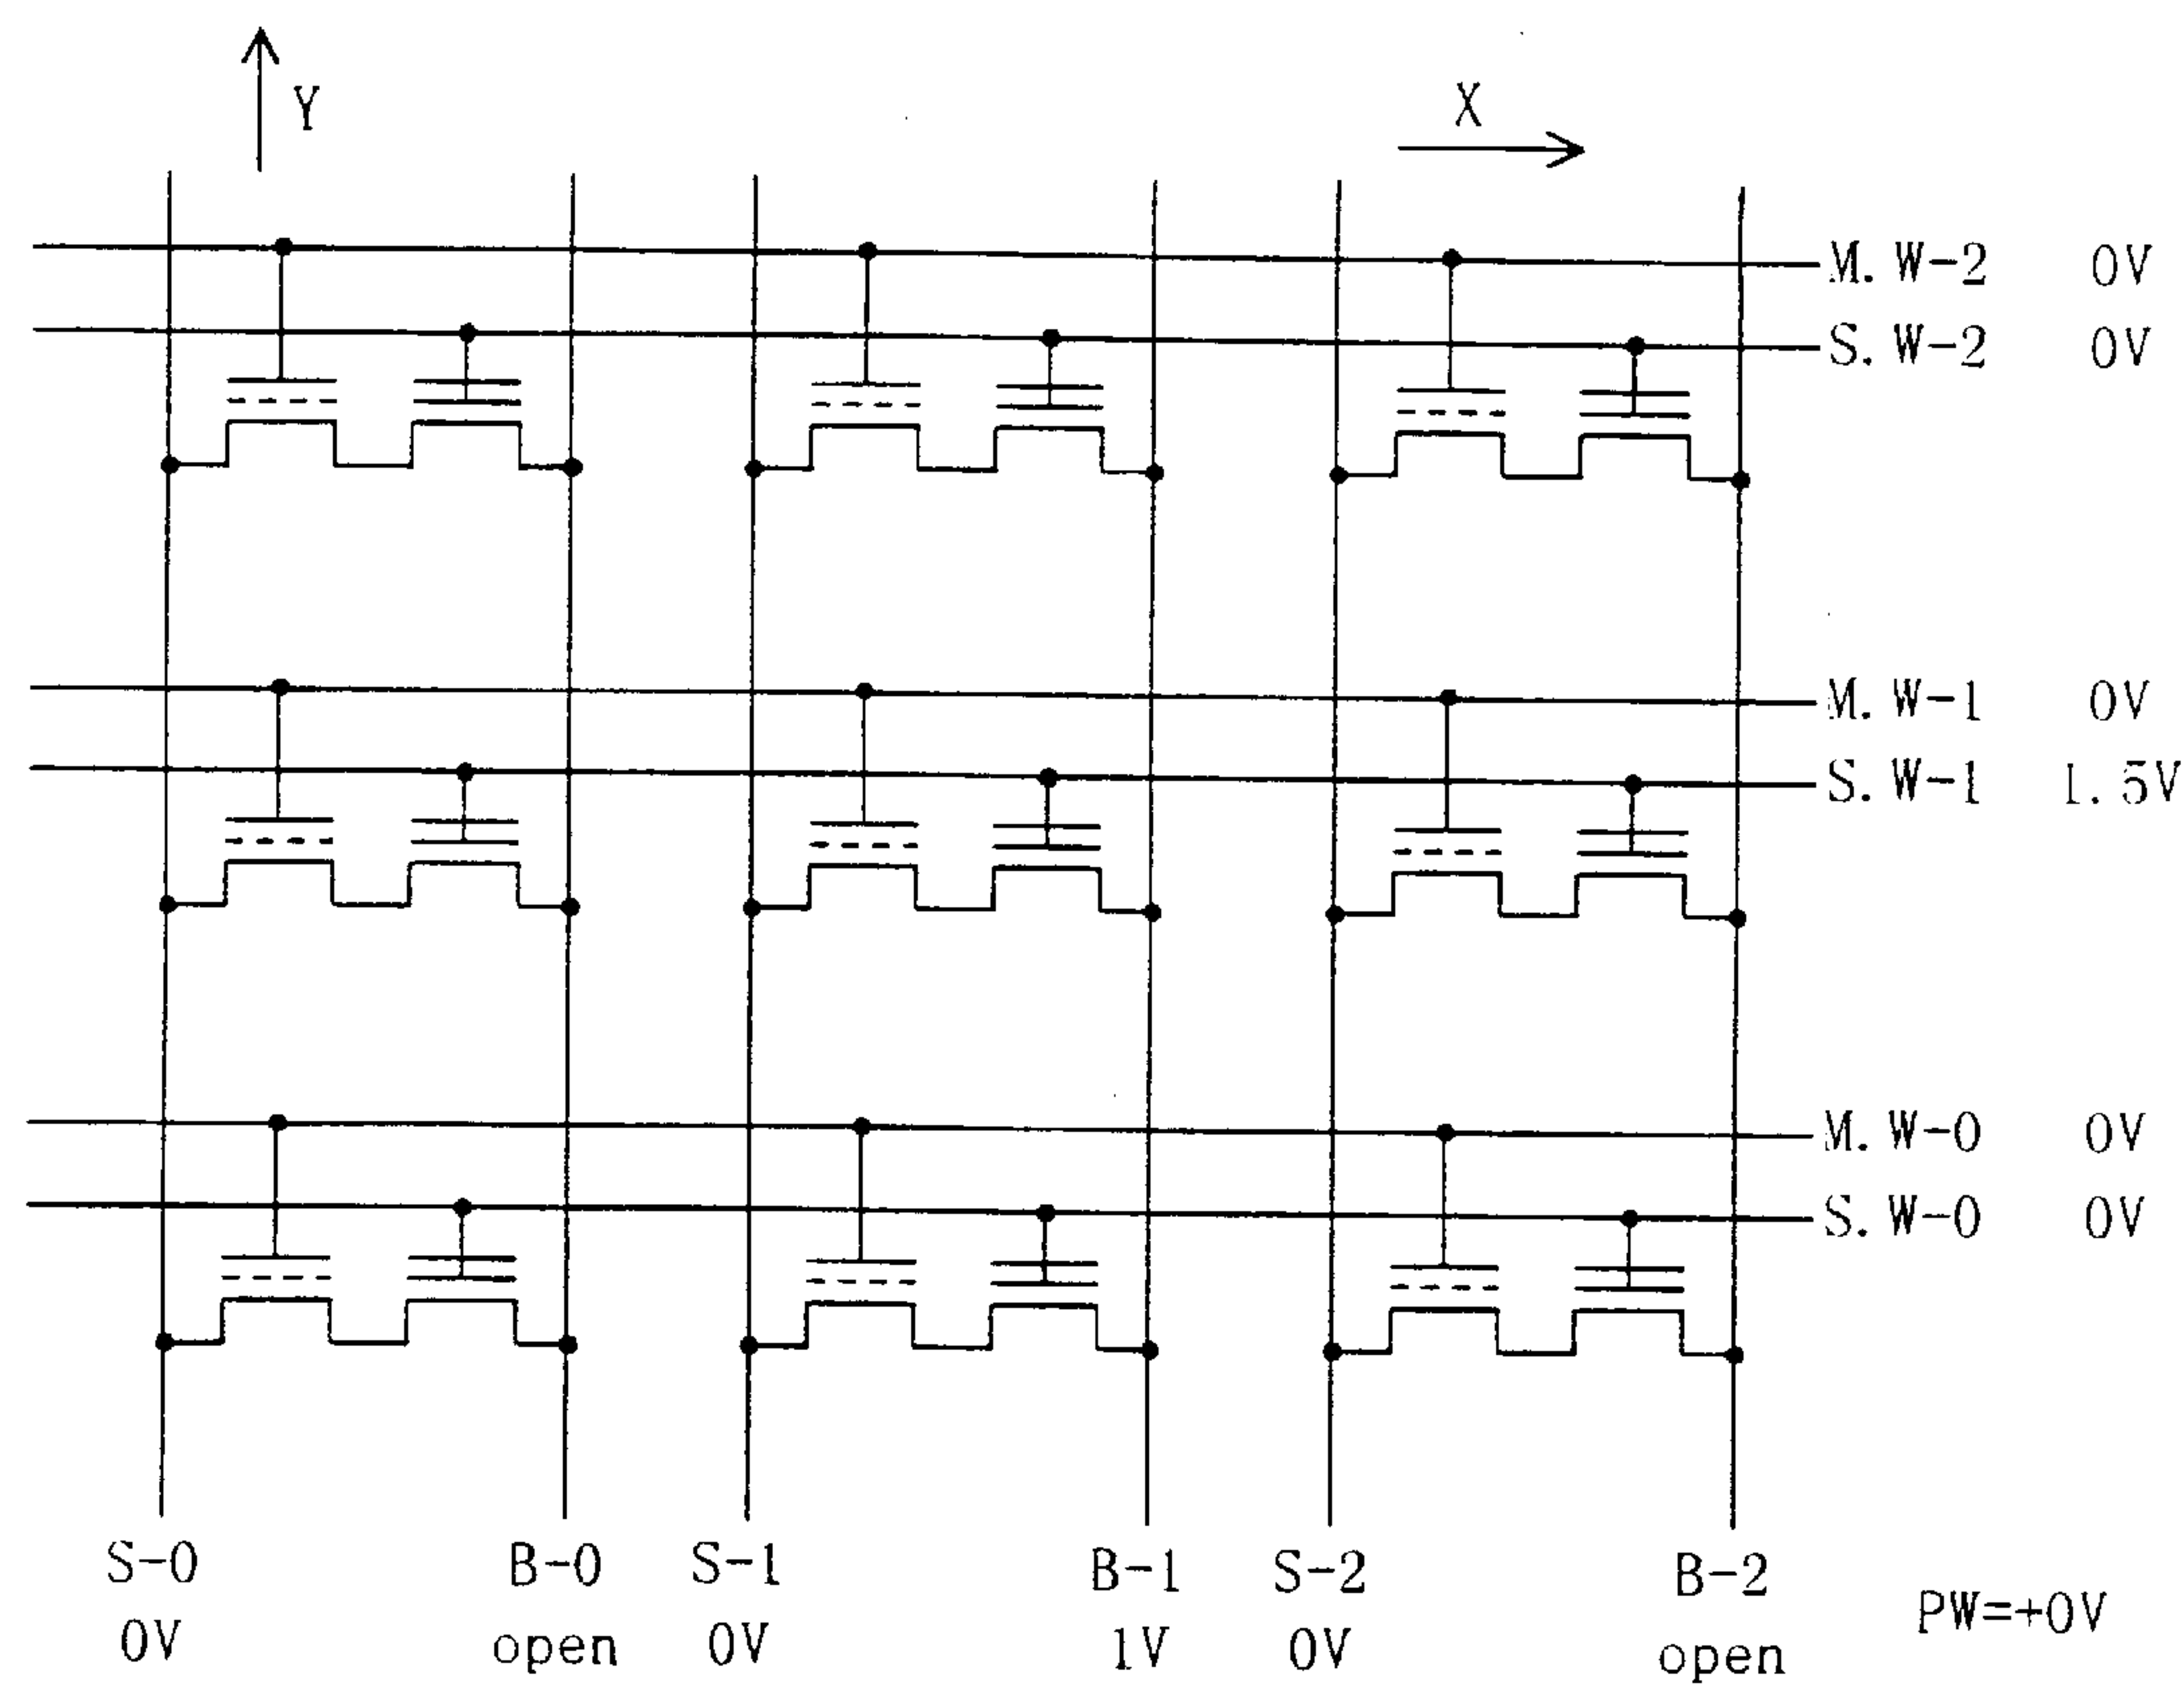 Y
X
M. W-2 0V
S. W-2 0V
M. W-1 0V
S. W-1 1.5V
M. W-0 0V
S. W-0 0V
S-0 B-0 S-1 B-1 S-2 B-2
0V open 0V 1V 0V open
PW=+0V